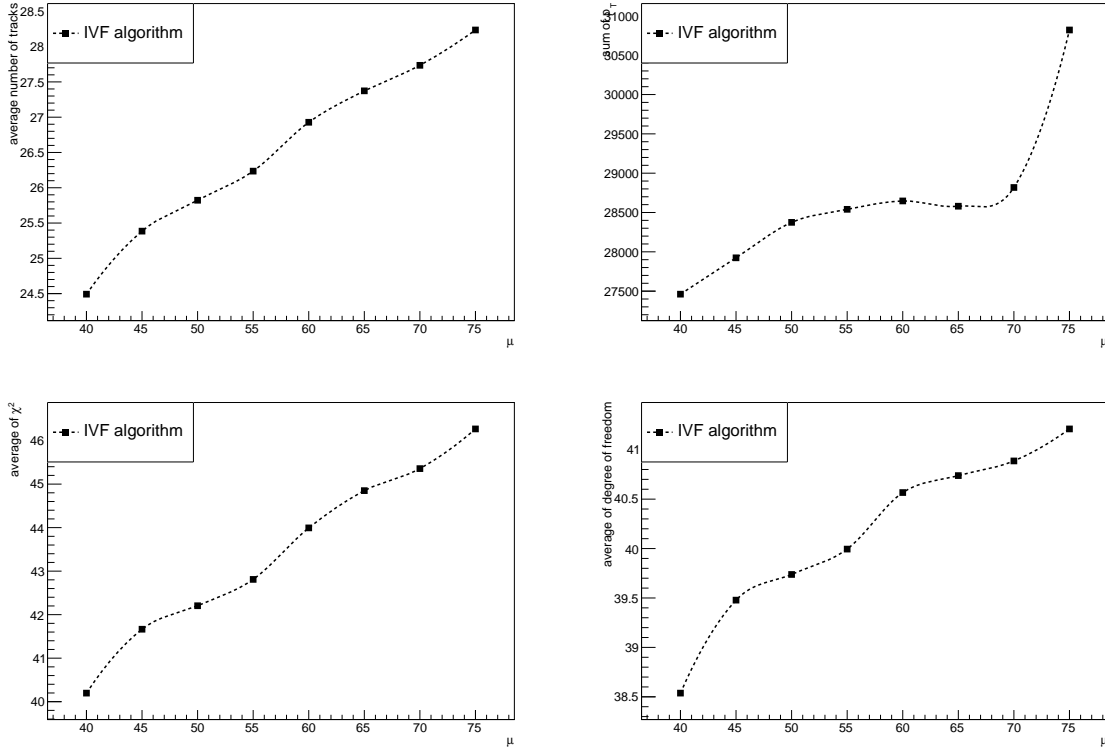 average number of tracks
28.5
28
27.5
27
26.5
26
25.5
25
24.5
IVF algorithm
40 45 50 55 60 65 70 75
μ
sum of p_T
31000
30500
30000
29500
29000
28500
28000
27500
IVF algorithm
40 45 50 55 60 65 70 75
μ
average of χ²
46
45
44
43
42
41
40
IVF algorithm
40 45 50 55 60 65 70 75
μ
average of degree of freedom
41
40.5
40
39.5
39
38.5
IVF algorithm
40 45 50 55 60 65 70 75
μ